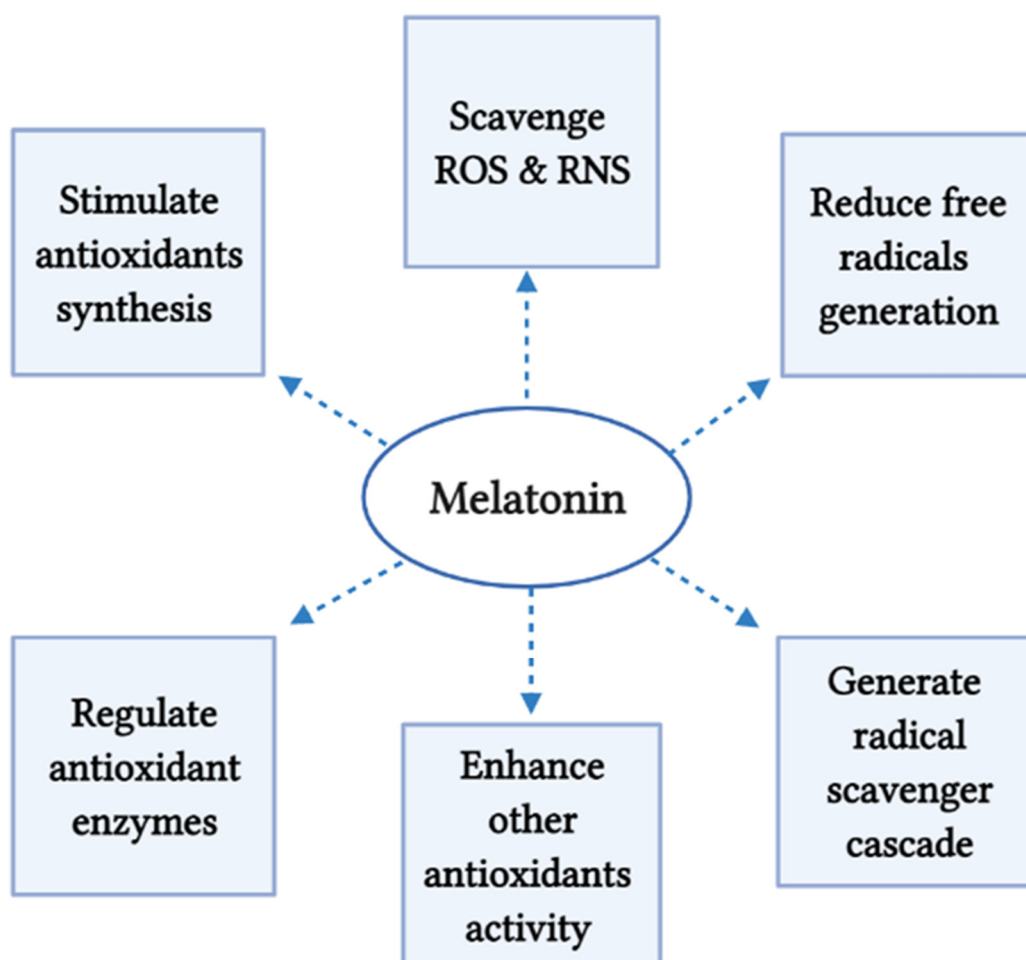 Scavenge
ROS & RNS
Stimulate
antioxidants
synthesis
Reduce free
radicals
generation
Melatonin
Regulate
antioxidant
enzymes
Enhance
other
antioxidants
activity
Generate
radical
scavenger
cascade